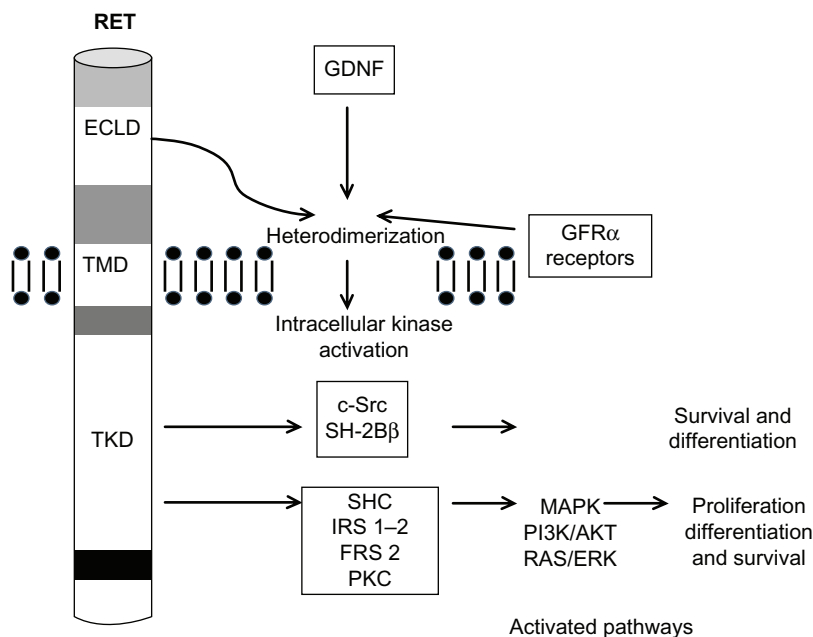 RET
GDNF
ECLD
Heterodimerization
GFRα
receptors
TMD
Intracellular kinase
activation
c-Src
SH-2Bβ
Survival and
differentiation
TKD
SHC
IRS 1–2
FRS 2
PKC
MAPK
PI3K/AKT
RAS/ERK
Proliferation
differentiation
and survival
Activated pathways